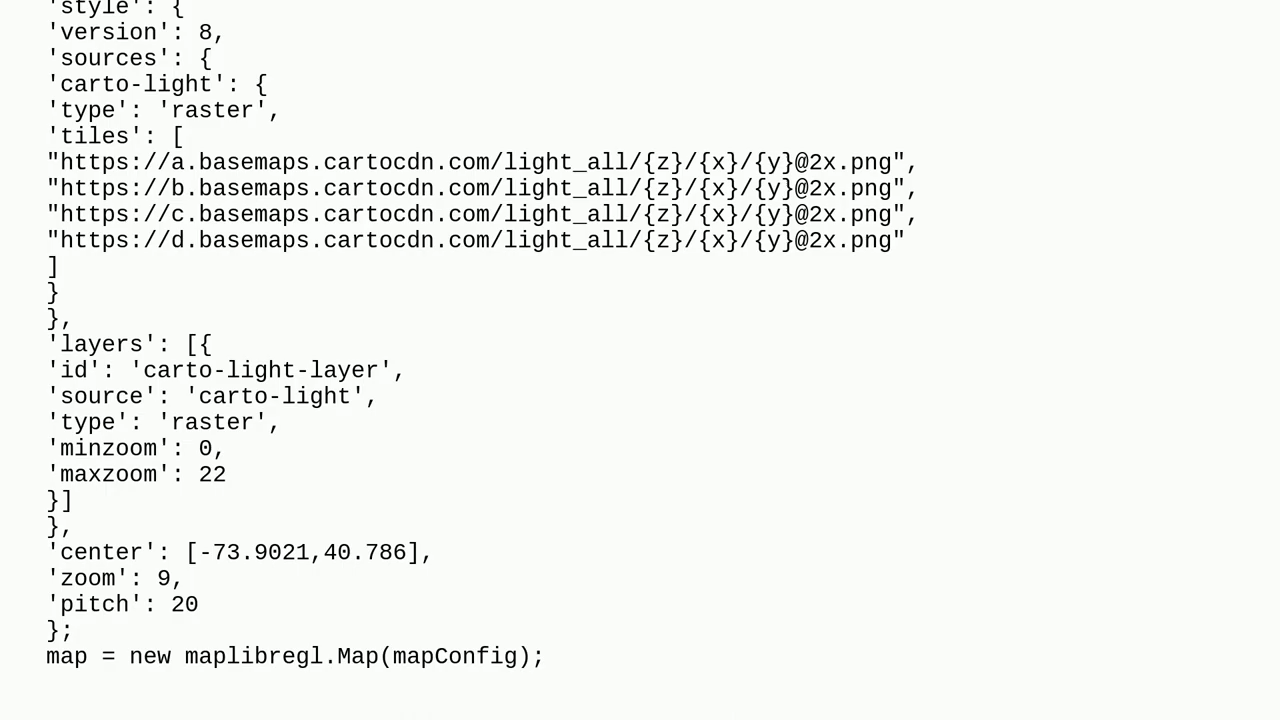 'style': {
'version': 8,
'sources': {
'carto-light': {
'type': 'raster',
'tiles': [
"https://a.basemaps.cartocdn.com/light_all/{z}/{x}/{y}@2x.png",
"https://b.basemaps.cartocdn.com/light_all/{z}/{x}/{y}@2x.png",
"https://c.basemaps.cartocdn.com/light_all/{z}/{x}/{y}@2x.png",
"https://d.basemaps.cartocdn.com/light_all/{z}/{x}/{y}@2x.png"
]
}
},
'layers': [{
'id': 'carto-light-layer',
'source': 'carto-light',
'type': 'raster',
'minzoom': 0,
'maxzoom': 22
}]
},
'center': [-73.9021,40.786],
'zoom': 9,
'pitch': 20
};
map = new maplibregl.Map(mapConfig);